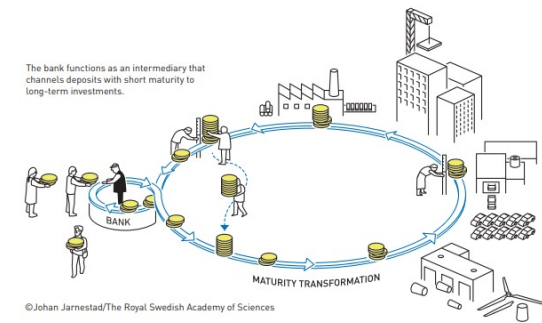 The bank functions as an intermediary that
channels deposits with short maturity to
long-term investments.
BANK
MATURITY TRANSFORMATION
©Johan Jarnestad/The Royal Swedish Academy of Sciences